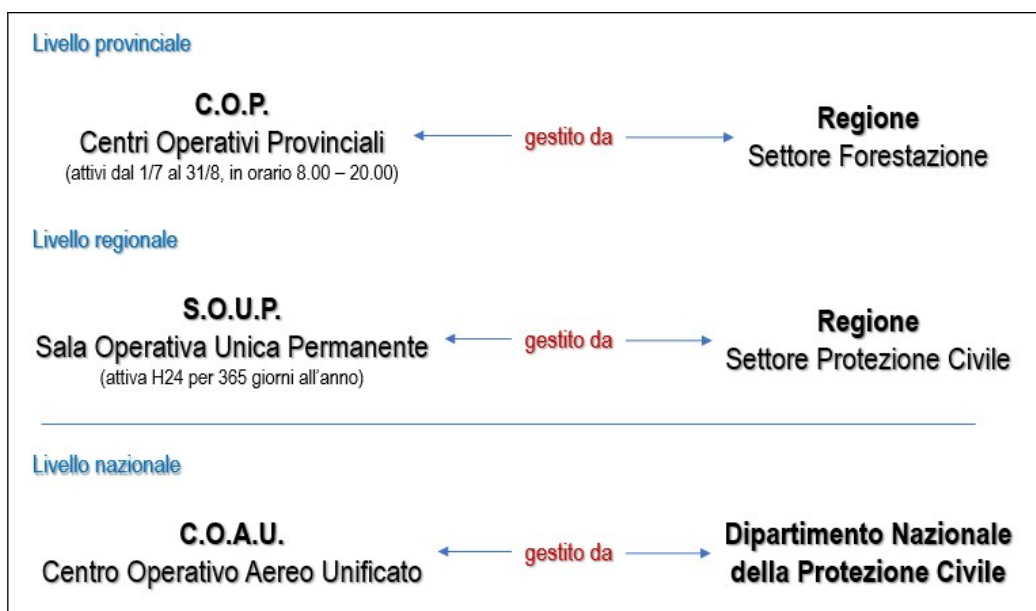 Livello provinciale
C.O.P.
Centri Operativi Provinciali
(attivi dal 1/7 al 31/8, in orario 8.00 – 20.00)
gestito da
Regione
Settore Forestazione
Livello regionale
S.O.U.P.
Sala Operativa Unica Permanente
(attiva H24 per 365 giorni all'anno)
gestito da
Regione
Settore Protezione Civile
Livello nazionale
C.O.A.U.
Centro Operativo Aereo Unificato
gestito da
Dipartimento Nazionale
della Protezione Civile